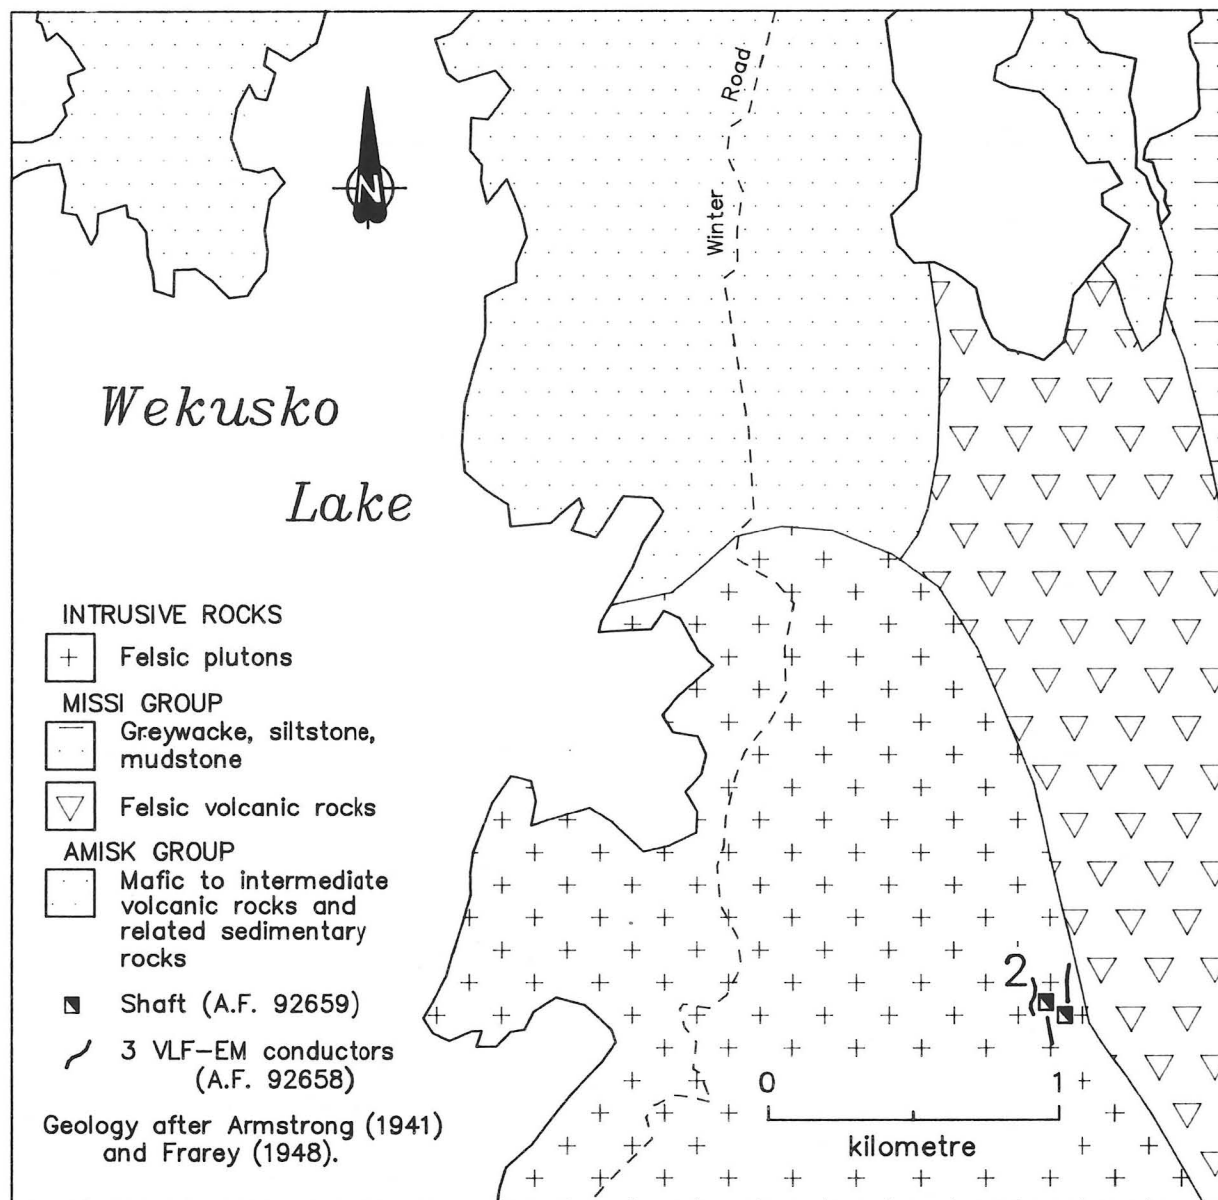 Road
N
Winter
Wekusko
Lake
INTRUSIVE ROCKS
Felsic plutons
MISSI GROUP
Greywacke, siltstone,
mudstone
Felsic volcanic rocks
AMISK GROUP
Mafic to intermediate
volcanic rocks and
related sedimentary
rocks
Shaft (A.F. 92659)
3 VLF-EM conductors
(A.F. 92658)
Geology after Armstrong (1941)
and Frarey (1948).
2
0 1
kilometre